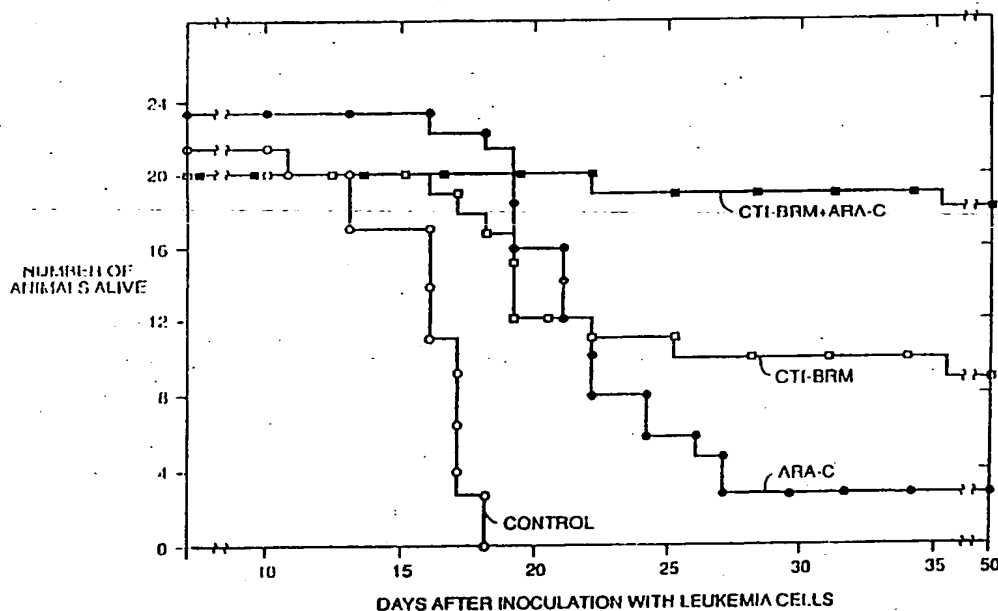 24
20
16
12
8
4
0
NUMBER OF
ANIMALS ALIVE
CTI-BRM+ARA-C
CTI-BRM
ARA-C
CONTROL
10 15 20 25 30 35 50
DAYS AFTER INOCULATION WITH LEUKEMIA CELLS